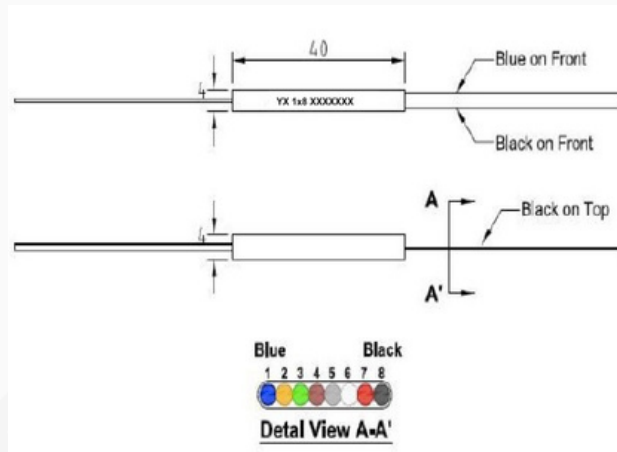 40
Blue on Front
4
YX 1x8 XXXXXXX
Black on Front
A
Black on Top
4
A'
Blue Black
1 2 3 4 5 6 7 8
Detal View A-A'